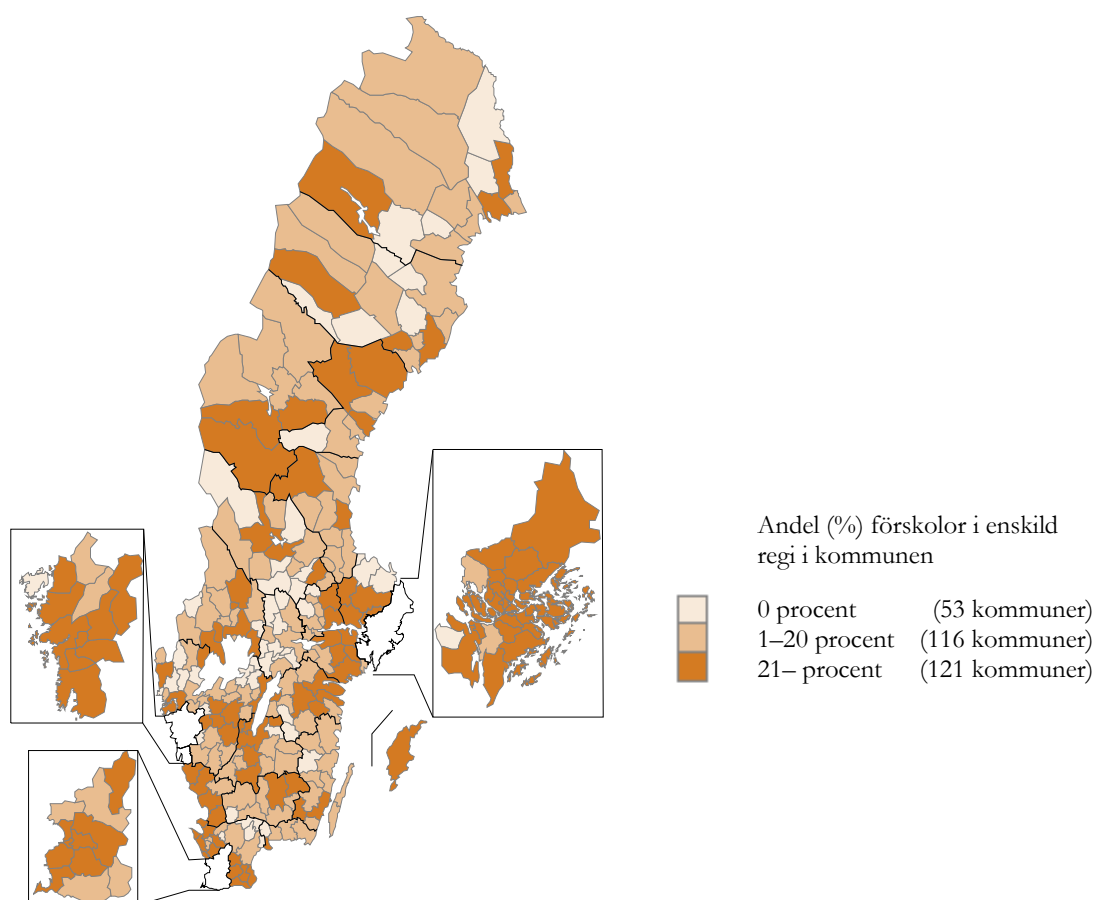 Andel (%) förskolor i enskild
regi i kommunen
0 procent (53 kommuner)
1–20 procent (116 kommuner)
21– procent (121 kommuner)